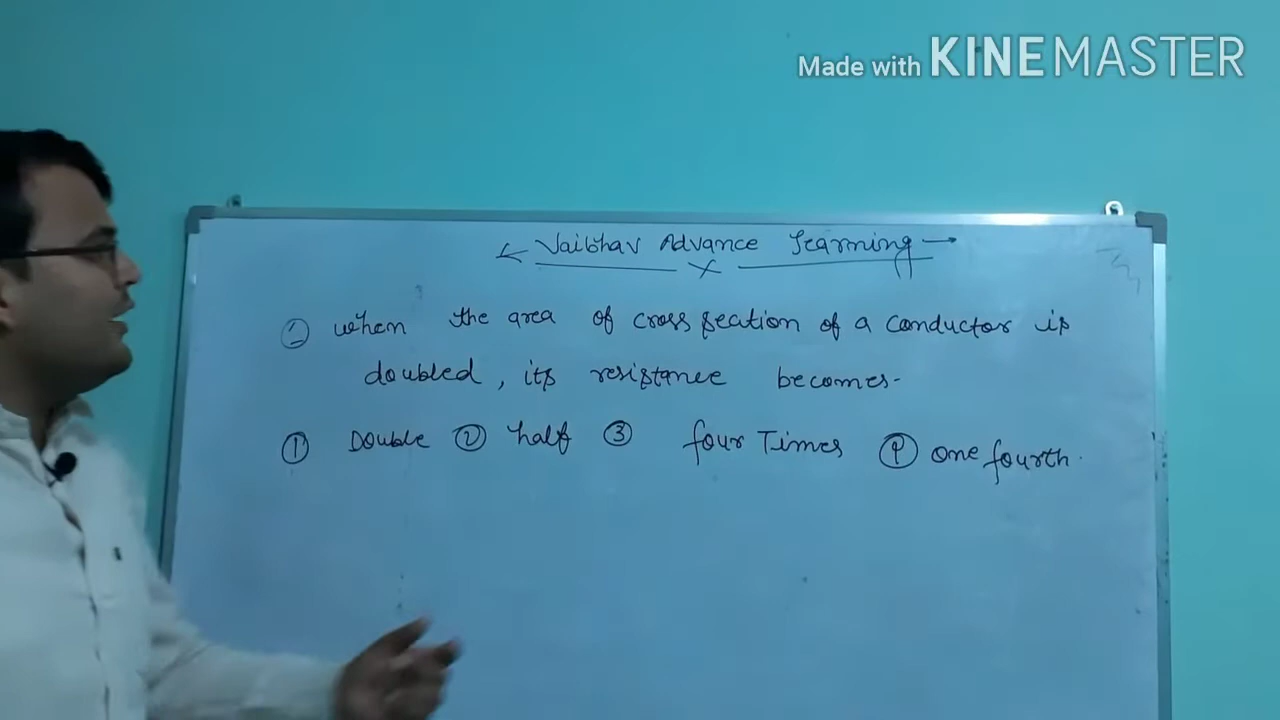 Made with KINEMASTER
Vaibhav Advance Learning
② when the area of cross section of a conductor is
doubled, its resistance becomes-
① Double ② half ③ four Times ④ one fourth.